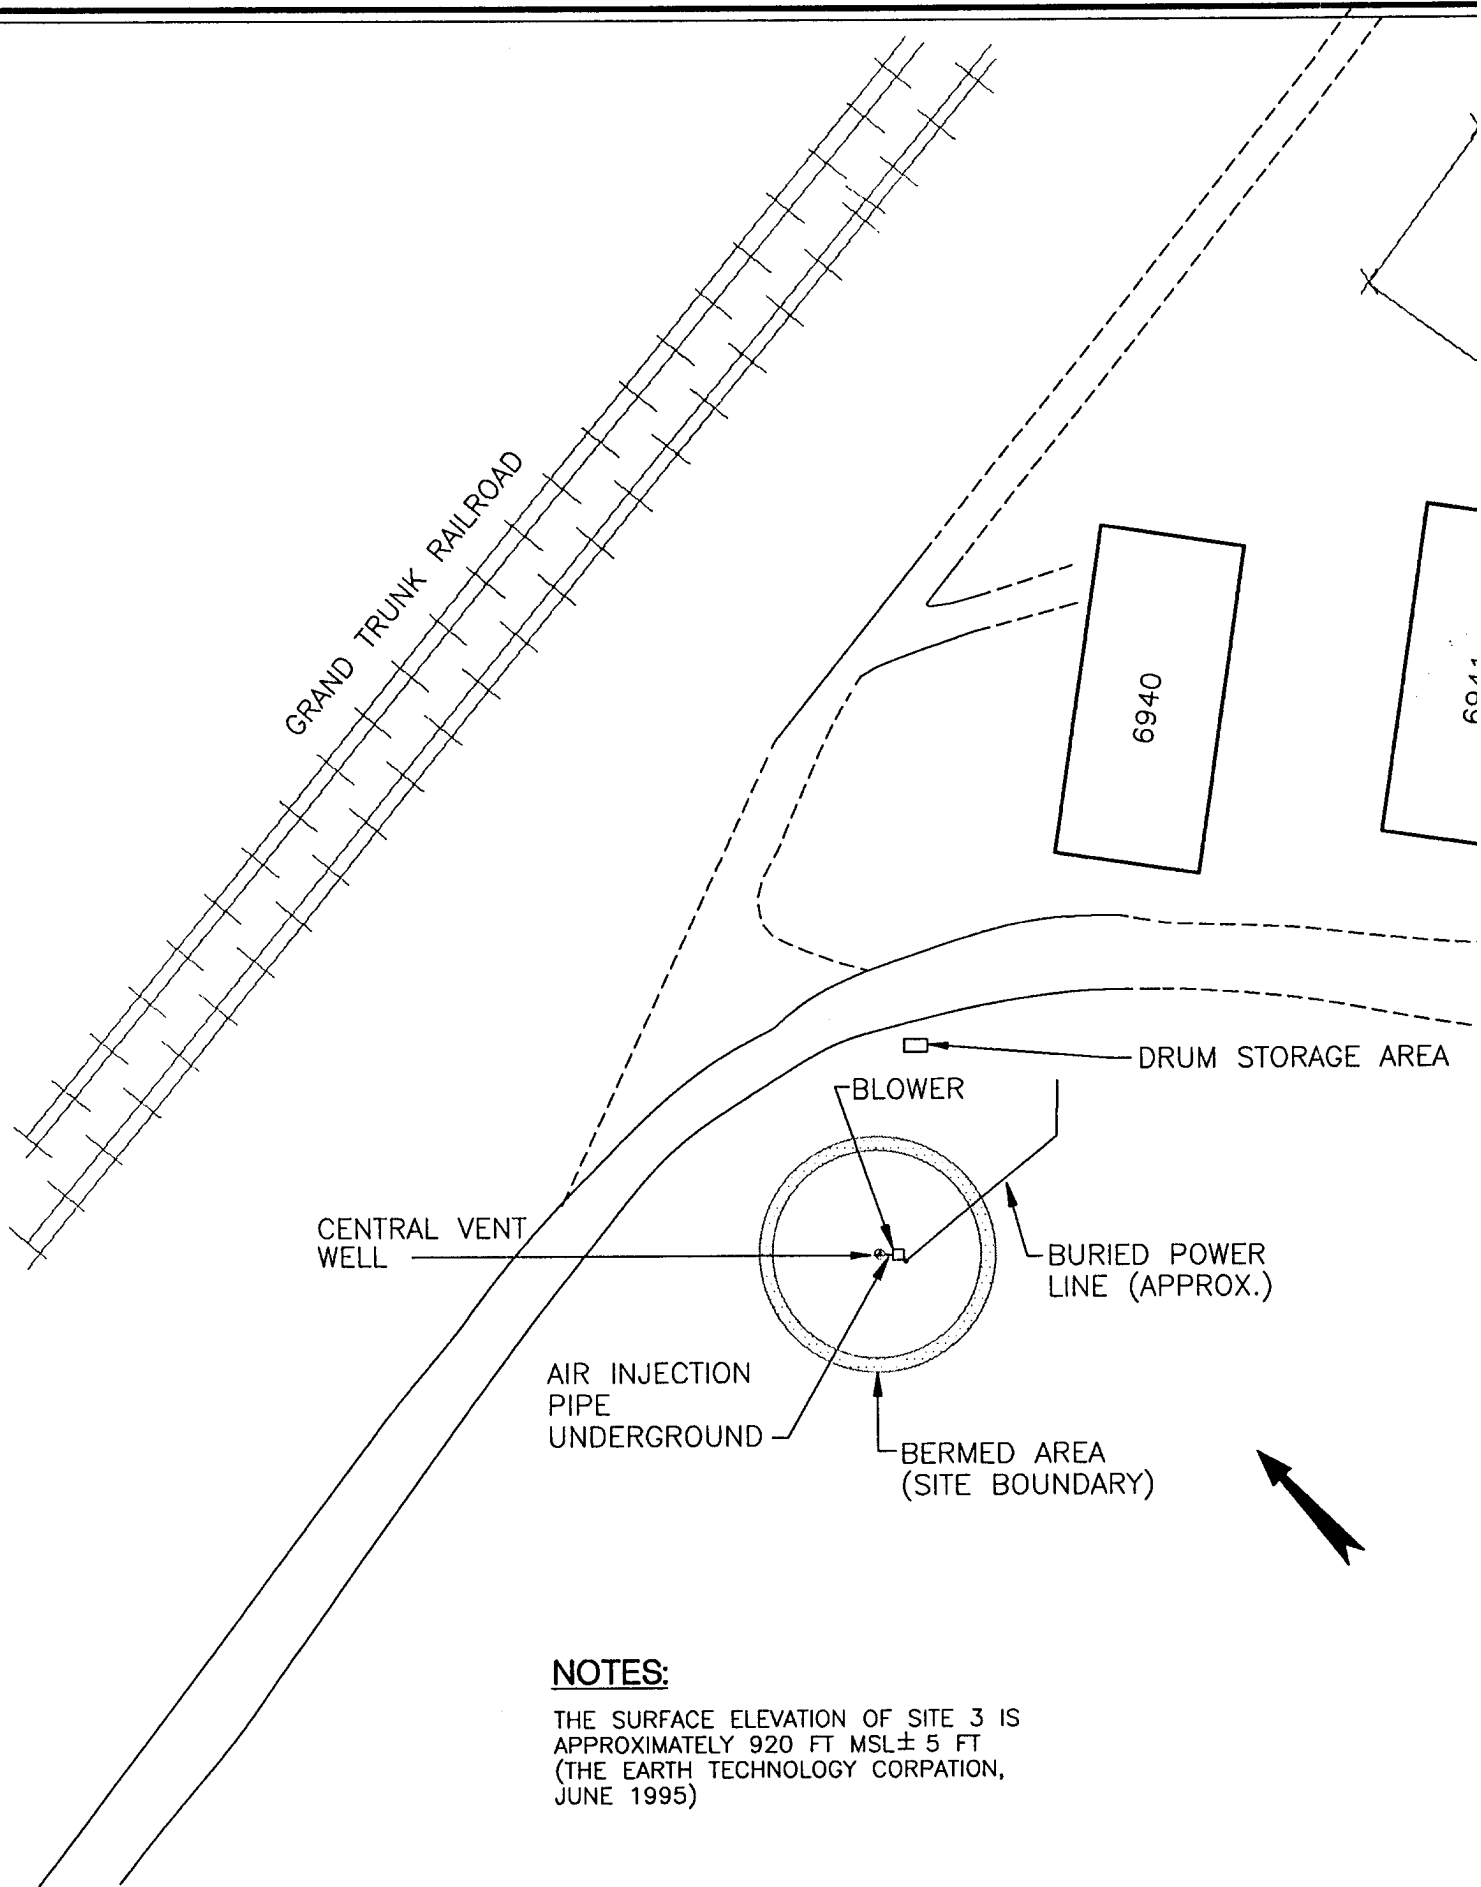 GRAND TRUNK RAILROAD
6940
DRUM STORAGE AREA
BLOWER
CENTRAL VENT
WELL
BURIED POWER
LINE (APPROX.)
AIR INJECTION
PIPE
UNDERGROUND
BERMED AREA
(SITE BOUNDARY)
NOTES:
THE SURFACE ELEVATION OF SITE 3 IS
APPROXIMATELY 920 FT MSL± 5 FT
(THE EARTH TECHNOLOGY CORPATION,
JUNE 1995)